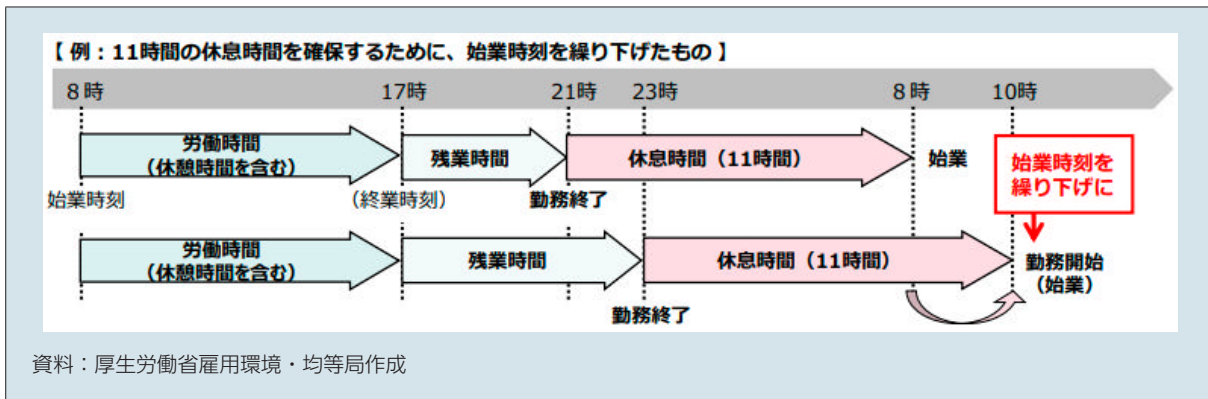 【 例：11時間の休息時間を確保するために、始業時刻を繰り下げたもの 】
8時 17時 21時 23時 8時 10時
労働時間
（休憩時間を含む）
残業時間
休息時間（11時間）
始業
始業時刻を
繰り下げに
始業時刻
（終業時刻）
勤務終了
労働時間
（休憩時間を含む）
残業時間
休息時間（11時間）
勤務開始
（始業）
勤務終了
資料：厚生労働省雇用環境・均等局作成